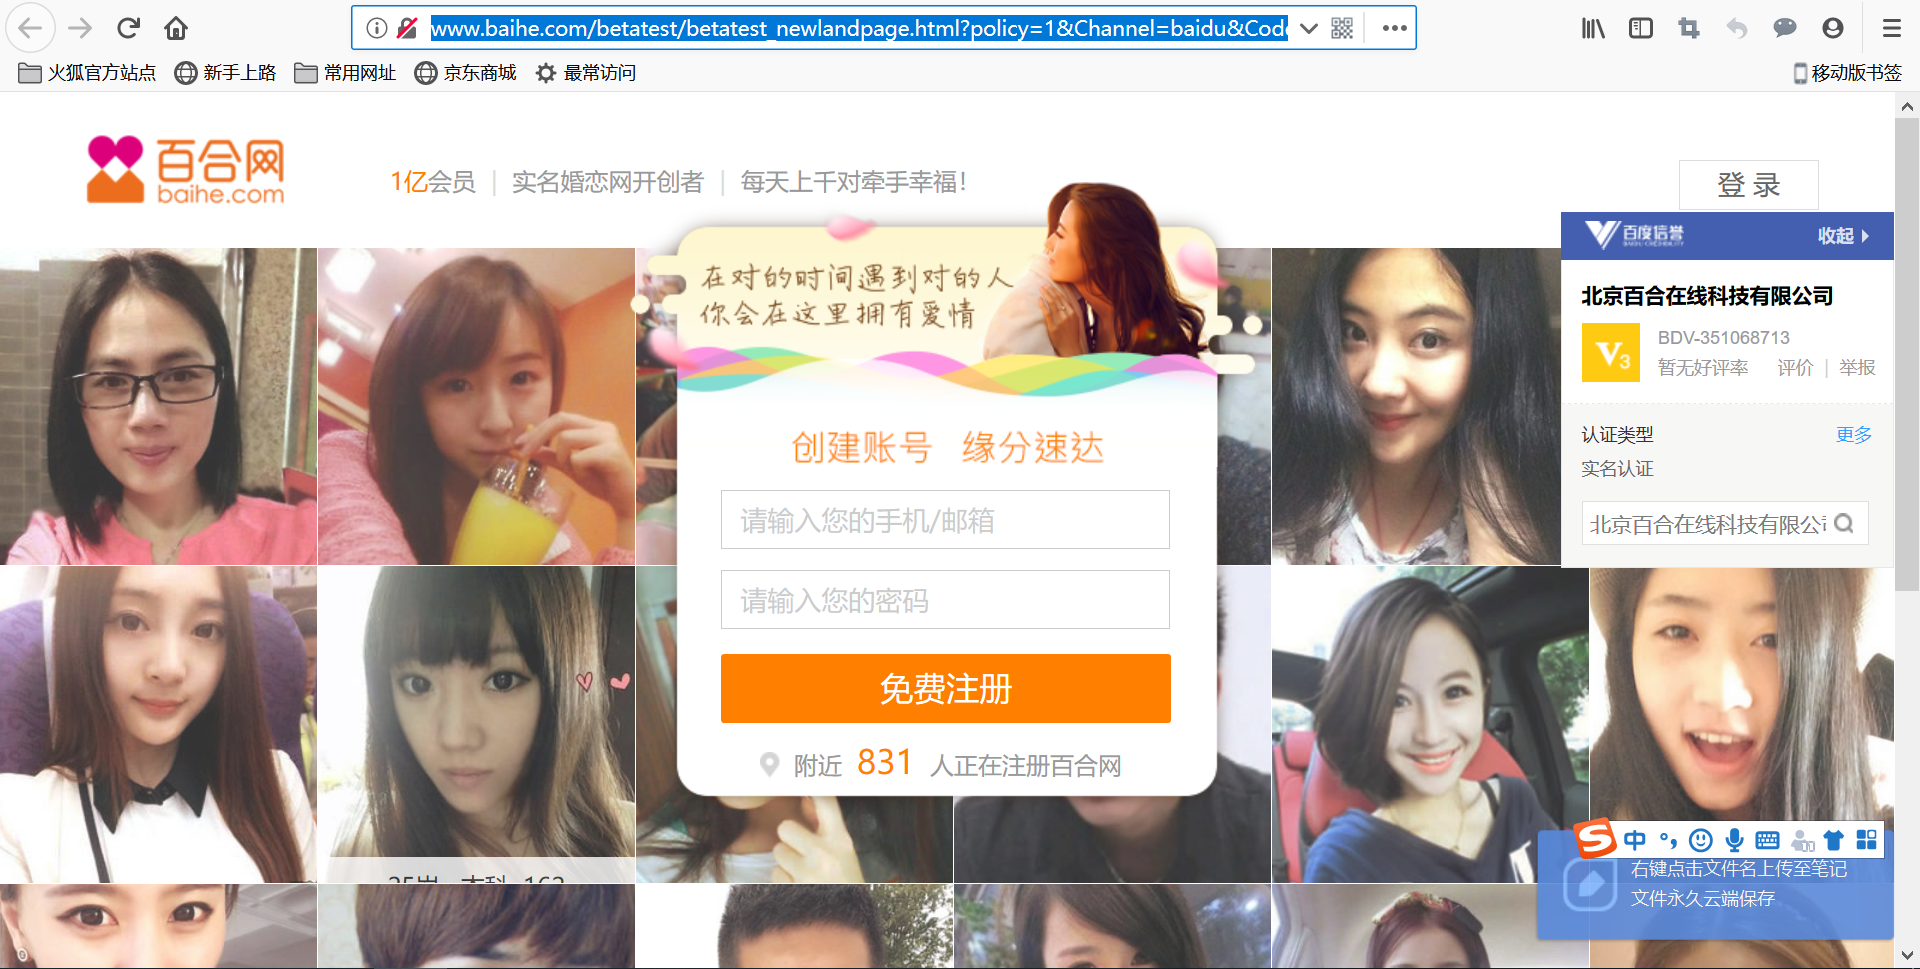 www.baihe.com/betatest/betatest_newlandpage.html?policy=1&Channel=baidu&Code
火狐官方站点 新手上路 常用网址 京东商城 最常访问 移动版书签
百合网
baihe.com
1亿会员 | 实名婚恋网开创者 | 每天上千对牵手幸福！
登录
百度信誉
BAIDU CREDIBILITY
收起
在对的时间遇到对的人
你会在这里拥有爱情
北京百合在线科技有限公司
V3
BDV-351068713
暂无好评率 评价 | 举报
认证类型 更多
实名认证
北京百合在线科技有限公司
创建账号 缘分速达
请输入您的手机/邮箱
请输入您的密码
免费注册
附近 831 人正在注册百合网
S 中
右键点击文件名上传至笔记
文件永久云端保存